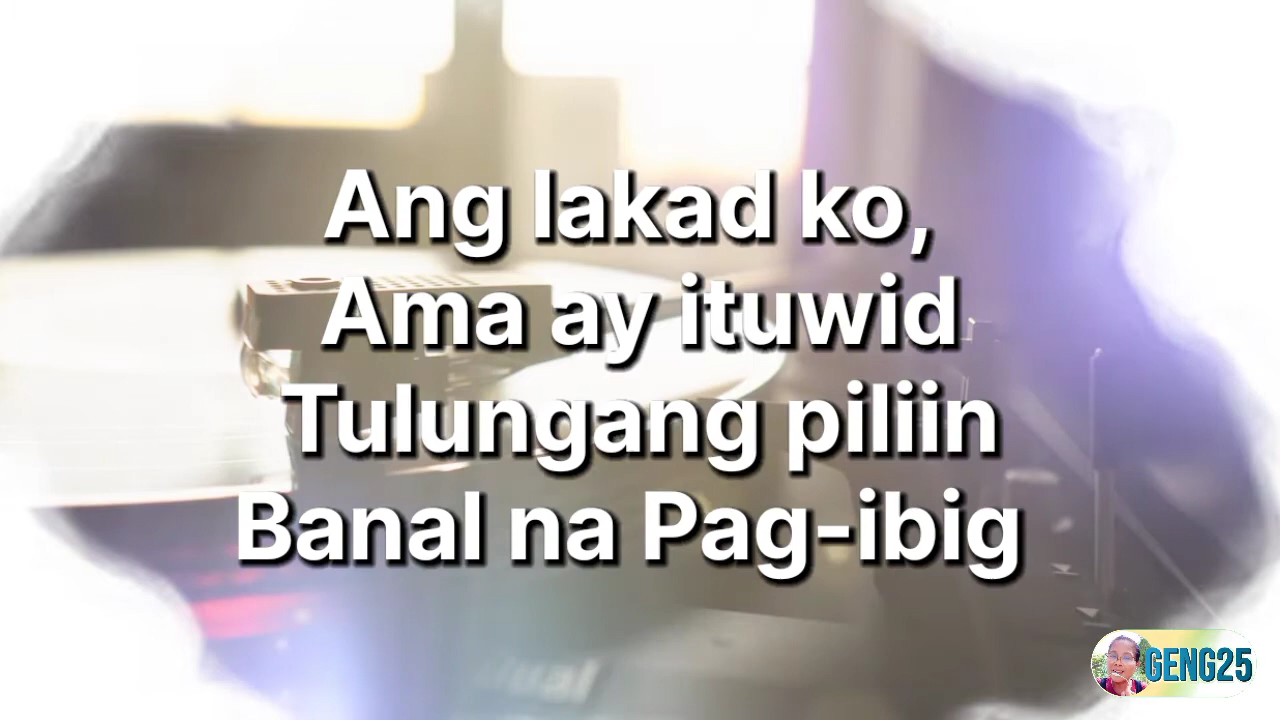 Ang lakad ko,
Ama ay ituwid
Tulungang piliin
Banal na Pag-ibig
GENG25